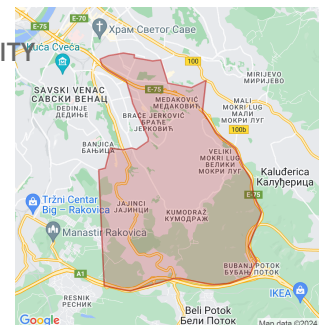 E-70
E-75
Храм Светог Саве
Kuća Cveća
ITY
100
E-75
MEDAKOVIĆ
МЕДАКОВИЋ
MIRIJEVO
МИРИЈЕВО
SAVSKI VENAC
САВСКИ ВЕНАЦ
DEDINJE
ДЕДИЊЕ
BRAĆE JERKOVIĆ
БРАЋЕ
ЈЕРКОВИЋ
MALI
MOKRI LUG
МАЛИ
МОКРИ ЛУГ
100b
BANJICA
БАЊИЦА
VELIKI
MOKRI LUG
ВЕЛИКИ
МОКРИ ЛУГ
Kaluđerica
Калуђерица
E-75
Tržni Centar
Big – Rakovica
JAJINCI
ЈАЈИНЦИ
KUMODRAŽ
КУМОДРАЖ
Manastir Rakovica
A1
BUBANJ POTOK
БУБАЊ ПОТОК
RESNIK
РЕСНИК
IKEA
Beli Potok
Бели Поток
Google
Map data ©2024